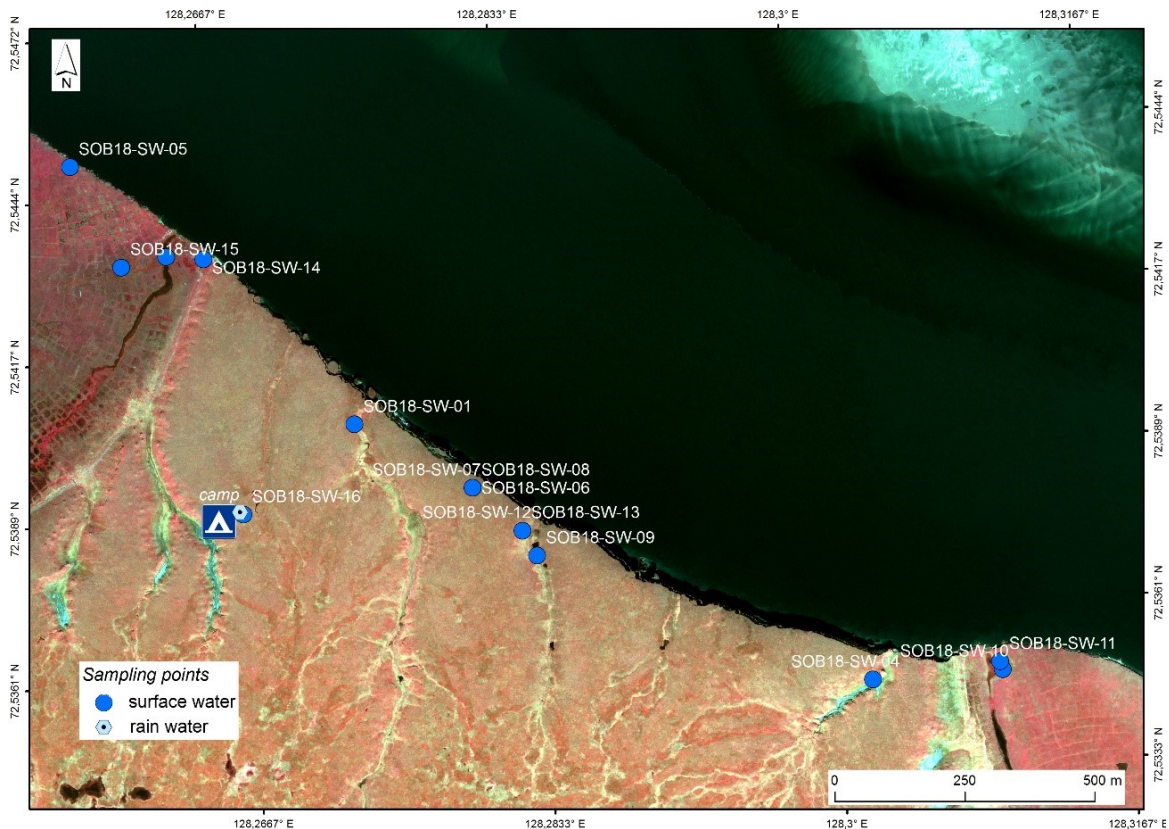 128,2667° E
128,2833° E
128,3° E
128,3167° E
72,5472° N
72,5444° N
N
SOB18-SW-05
72,5444° N
SOB18-SW-15
SOB18-SW-14
72,5417° N
72,5417° N
SOB18-SW-01
72,5389° N
SOB18-SW-07SOB18-SW-08
SOB18-SW-06
camp
SOB18-SW-16
SOB18-SW-12SOB18-SW-13
72,5389° N
SOB18-SW-09
72,5361° N
SOB18-SW-11
SOB18-SW-10
SOB18-SW-04
72,5361° N
Sampling points
surface water
rain water
72,5333° N
0
250
500 m
128,2667° E
128,2833° E
128,3° E
128,3167° E